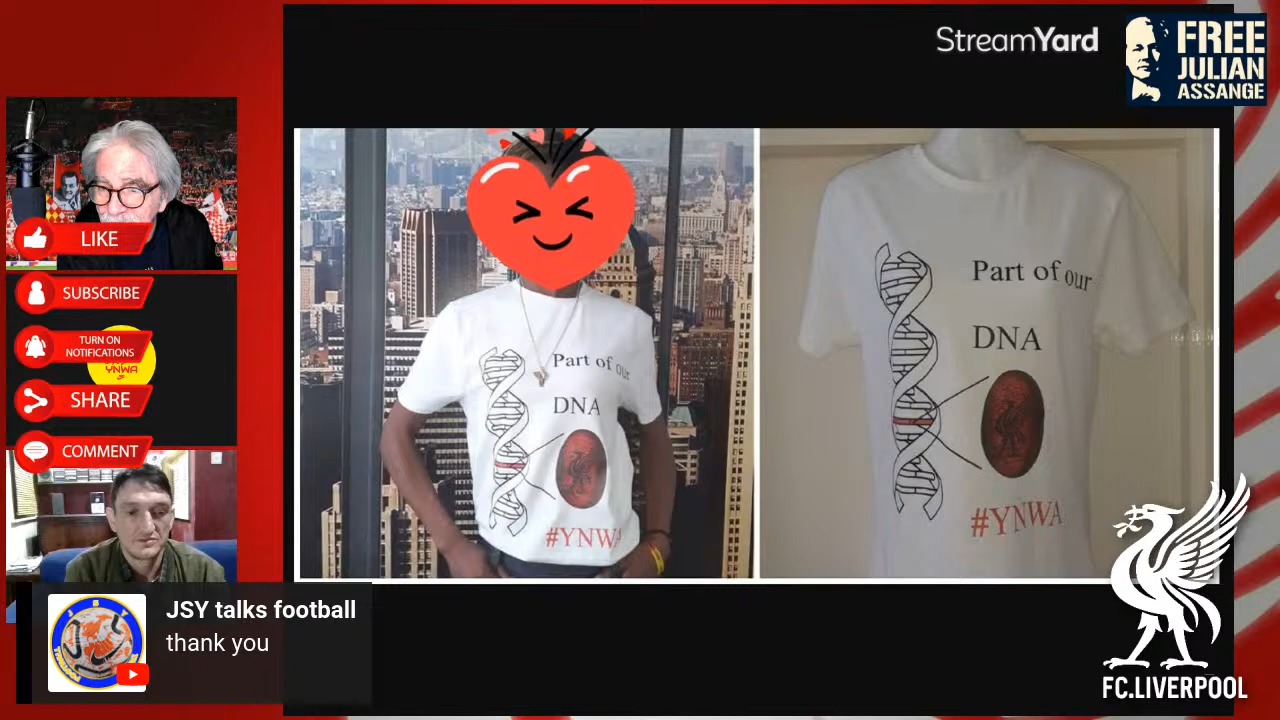 StreamYard
FREE
JULIAN
ASSANGE
LIKE
SUBSCRIBE
TURN ON
NOTIFICATIONS
YNWA
SHARE
COMMENT
Part of our
DNA
#YNWA
Part of our
DNA
#YNWA
JSY talks football
thank you
FC.LIVERPOOL